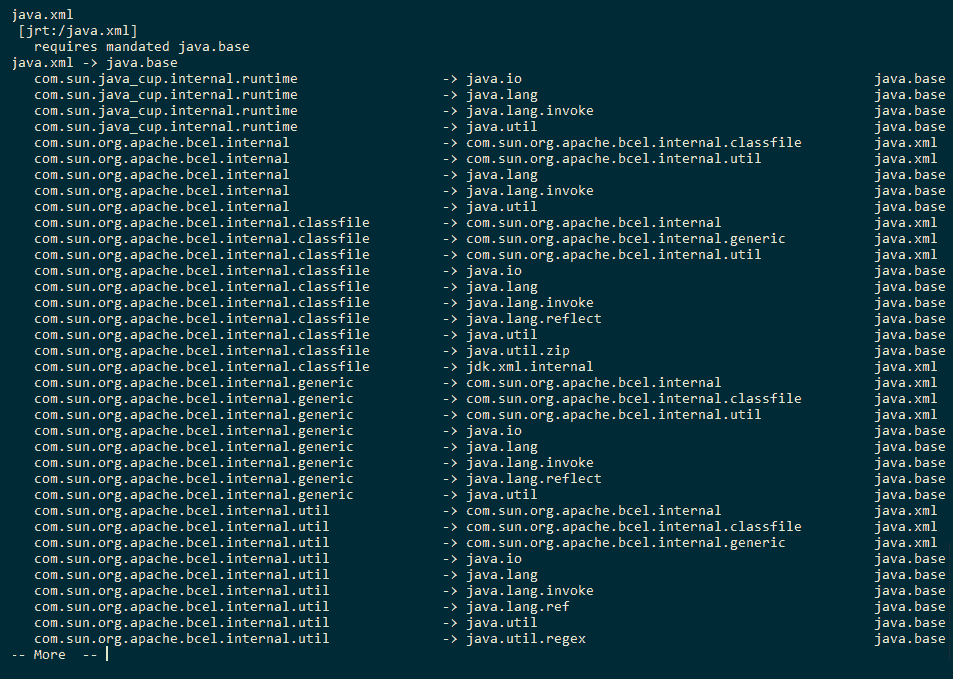 java.xml
 [jrt:/java.xml]
   requires mandated java.base
java.xml -> java.base
   com.sun.java_cup.internal.runtime                  -> java.io                                            java.base
   com.sun.java_cup.internal.runtime                  -> java.lang                                          java.base
   com.sun.java_cup.internal.runtime                  -> java.lang.invoke                                   java.base
   com.sun.java_cup.internal.runtime                  -> java.util                                          java.base
   com.sun.org.apache.bcel.internal                   -> com.sun.org.apache.bcel.internal.classfile         java.xml
   com.sun.org.apache.bcel.internal                   -> com.sun.org.apache.bcel.internal.util              java.xml
   com.sun.org.apache.bcel.internal                   -> java.lang                                          java.base
   com.sun.org.apache.bcel.internal                   -> java.lang.invoke                                   java.base
   com.sun.org.apache.bcel.internal                   -> java.util                                          java.base
   com.sun.org.apache.bcel.internal.classfile         -> com.sun.org.apache.bcel.internal                   java.xml
   com.sun.org.apache.bcel.internal.classfile         -> com.sun.org.apache.bcel.internal.generic           java.xml
   com.sun.org.apache.bcel.internal.classfile         -> com.sun.org.apache.bcel.internal.util              java.xml
   com.sun.org.apache.bcel.internal.classfile         -> java.io                                            java.base
   com.sun.org.apache.bcel.internal.classfile         -> java.lang                                          java.base
   com.sun.org.apache.bcel.internal.classfile         -> java.lang.invoke                                   java.base
   com.sun.org.apache.bcel.internal.classfile         -> java.lang.reflect                                  java.base
   com.sun.org.apache.bcel.internal.classfile         -> java.util                                          java.base
   com.sun.org.apache.bcel.internal.classfile         -> java.util.zip                                      java.base
   com.sun.org.apache.bcel.internal.classfile         -> jdk.xml.internal                                   java.xml
   com.sun.org.apache.bcel.internal.generic           -> com.sun.org.apache.bcel.internal                   java.xml
   com.sun.org.apache.bcel.internal.generic           -> com.sun.org.apache.bcel.internal.classfile         java.xml
   com.sun.org.apache.bcel.internal.generic           -> com.sun.org.apache.bcel.internal.util              java.xml
   com.sun.org.apache.bcel.internal.generic           -> java.io                                            java.base
   com.sun.org.apache.bcel.internal.generic           -> java.lang                                          java.base
   com.sun.org.apache.bcel.internal.generic           -> java.lang.invoke                                   java.base
   com.sun.org.apache.bcel.internal.generic           -> java.lang.reflect                                  java.base
   com.sun.org.apache.bcel.internal.generic           -> java.util                                          java.base
   com.sun.org.apache.bcel.internal.util              -> com.sun.org.apache.bcel.internal                   java.xml
   com.sun.org.apache.bcel.internal.util              -> com.sun.org.apache.bcel.internal.classfile         java.xml
   com.sun.org.apache.bcel.internal.util              -> com.sun.org.apache.bcel.internal.generic           java.xml
   com.sun.org.apache.bcel.internal.util              -> java.io                                            java.base
   com.sun.org.apache.bcel.internal.util              -> java.lang                                          java.base
   com.sun.org.apache.bcel.internal.util              -> java.lang.invoke                                   java.base
   com.sun.org.apache.bcel.internal.util              -> java.lang.ref                                      java.base
   com.sun.org.apache.bcel.internal.util              -> java.util                                          java.base
   com.sun.org.apache.bcel.internal.util              -> java.util.regex                                    java.base
-- More  --